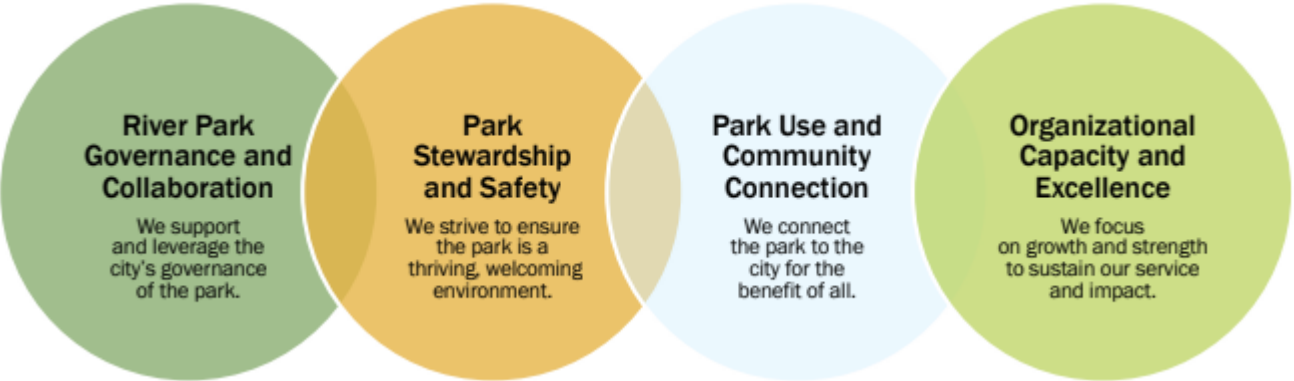 River Park
Governance and
Collaboration
We support
and leverage the
city's governance
of the park.
Park
Stewardship
and Safety
We strive to ensure
the park is a
thriving, welcoming
environment.
Park Use and
Community
Connection
We connect
the park to the
city for the
benefit of all.
Organizational
Capacity and
Excellence
We focus
on growth and strength
to sustain our service
and impact.